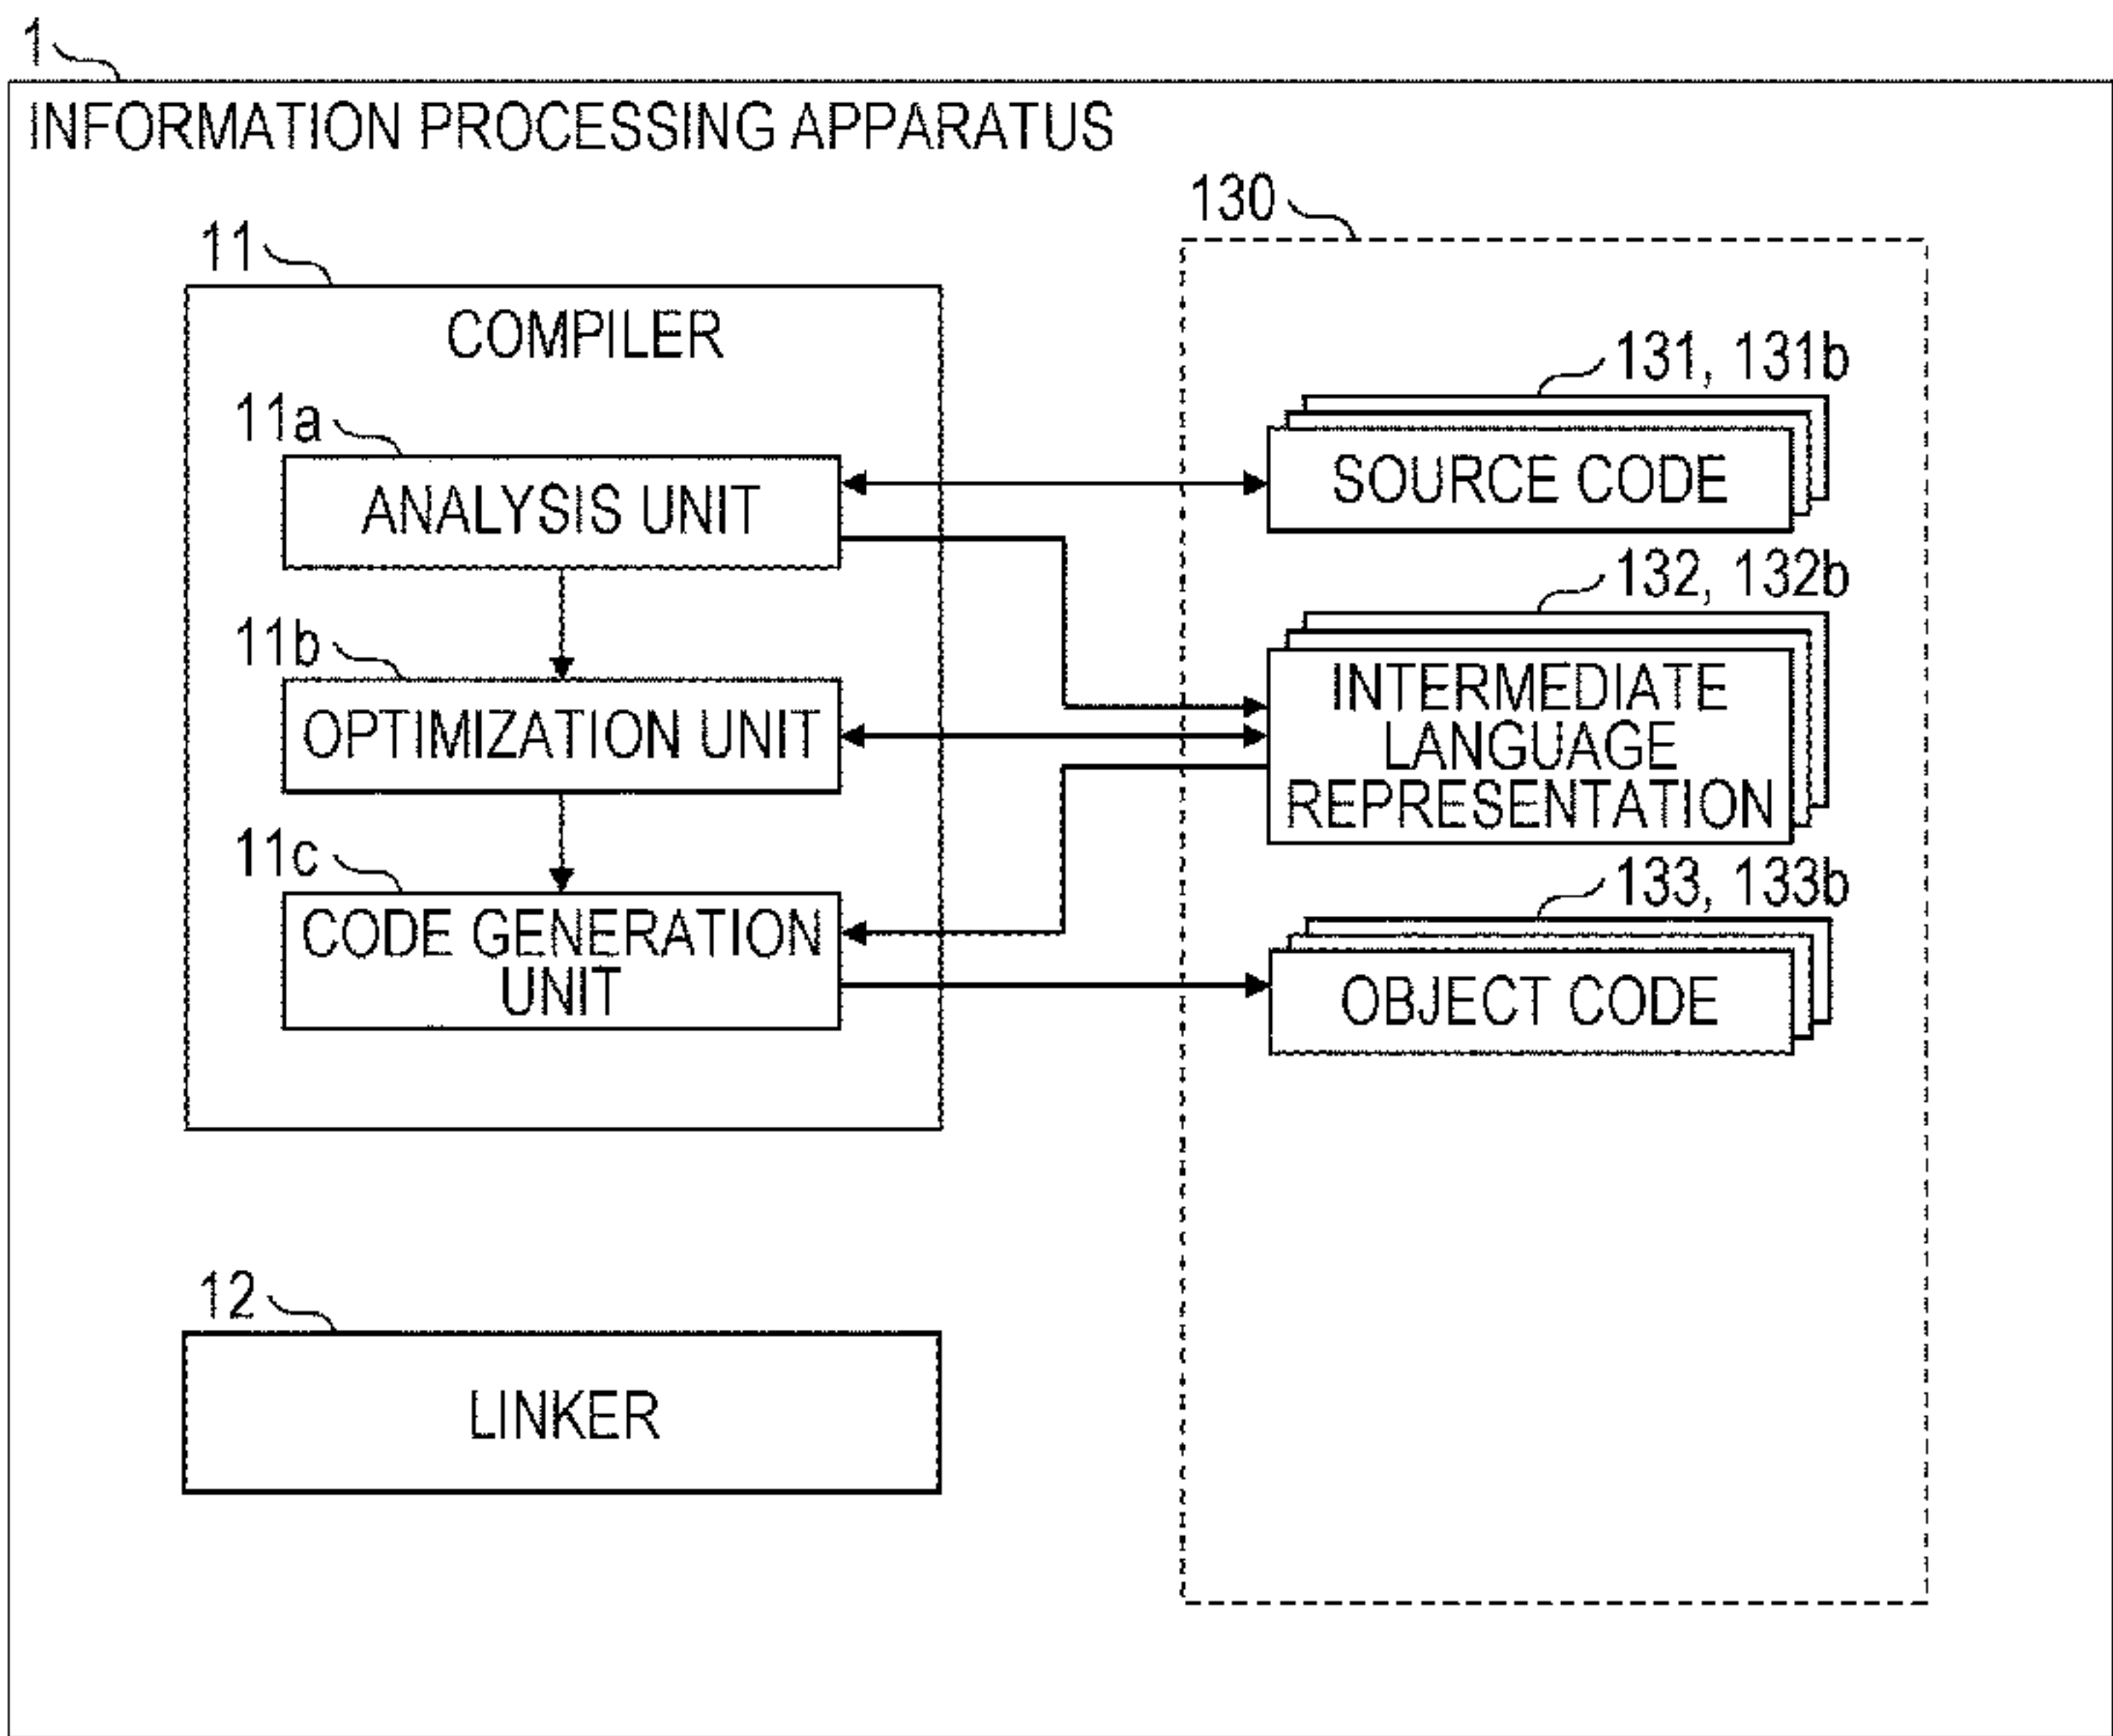 1
INFORMATION PROCESSING APPARATUS
130
11
COMPILER
131, 131b
11a
SOURCE CODE
ANALYSIS UNIT
132, 132b
11b
INTERMEDIATE
LANGUAGE
REPRESENTATION
OPTIMIZATION UNIT
11c
133, 133b
CODE GENERATION
UNIT
OBJECT CODE
12
LINKER